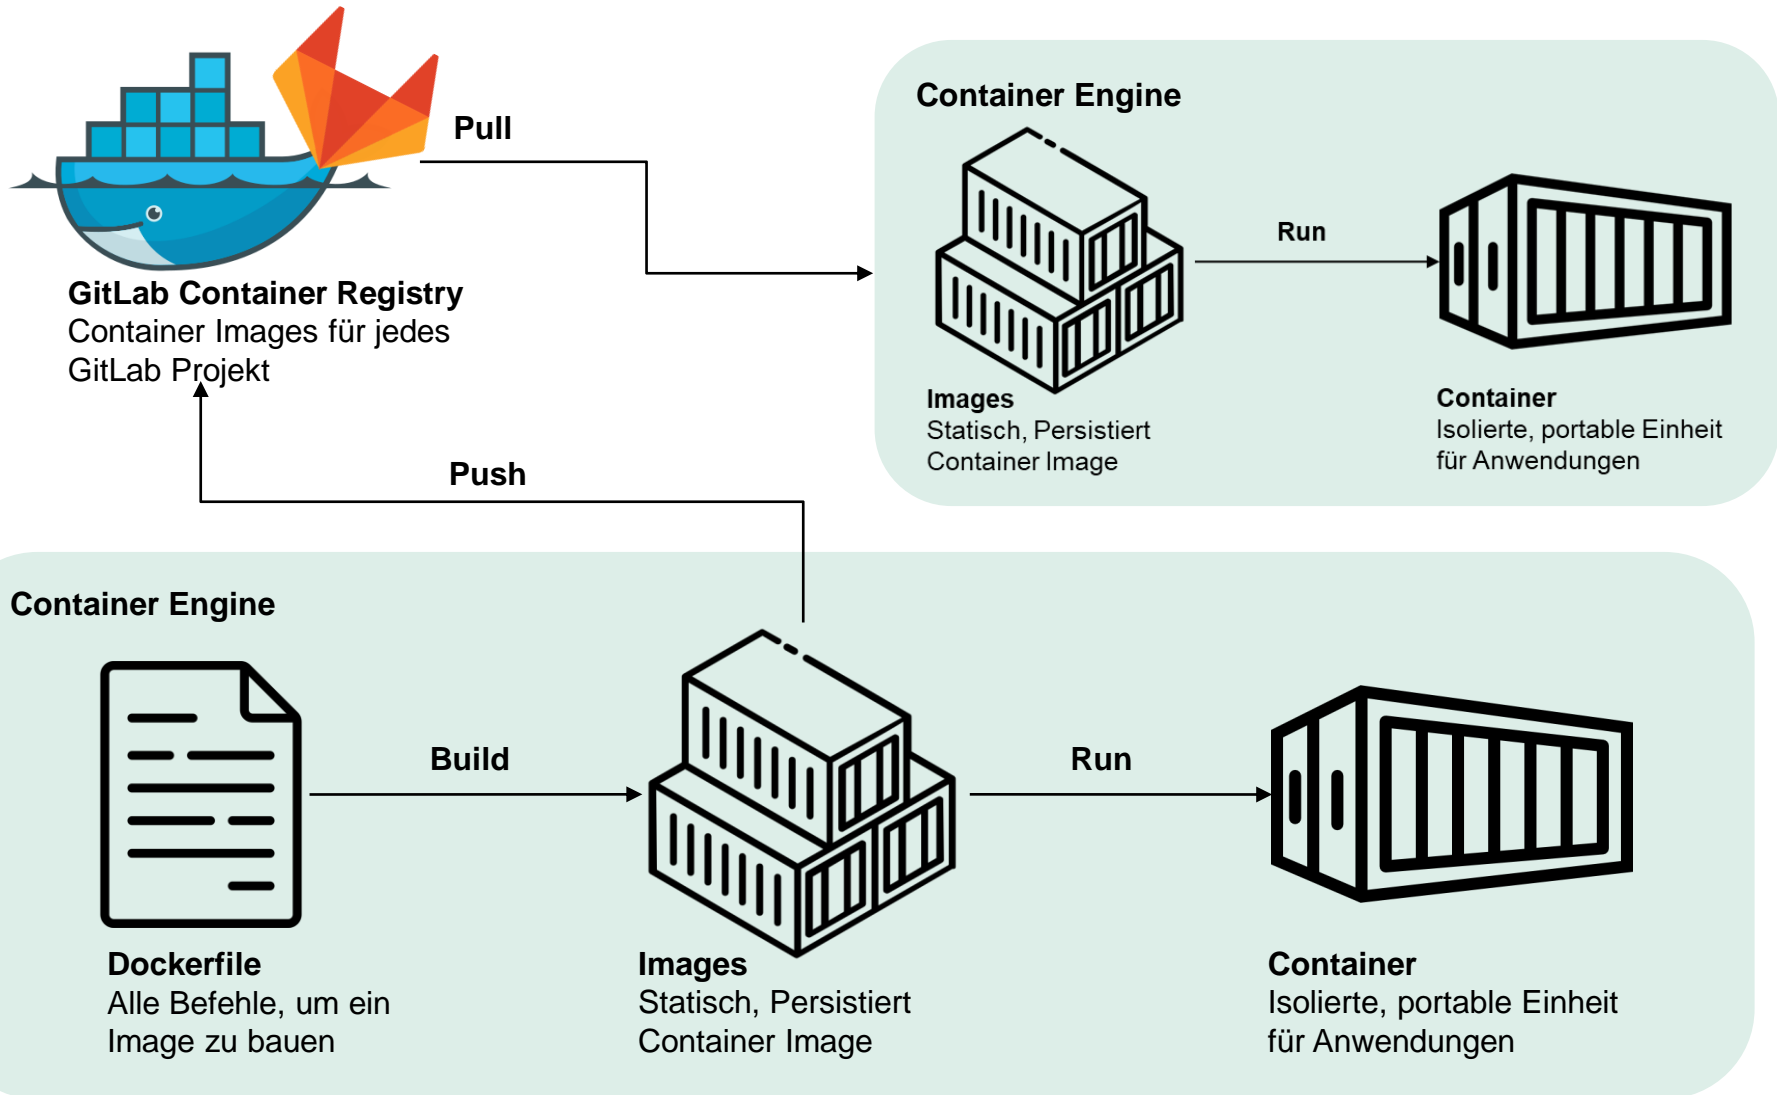 Pull
GitLab Container Registry
Container Images für jedes
GitLab Projekt
Container Engine
Run
Images
Statisch, Persistiert
Container Image
Container
Isolierte, portable Einheit
für Anwendungen
Push
Container Engine
Build
Run
Dockerfile
Alle Befehle, um ein
Image zu bauen
Images
Statisch, Persistiert
Container Image
Container
Isolierte, portable Einheit
für Anwendungen